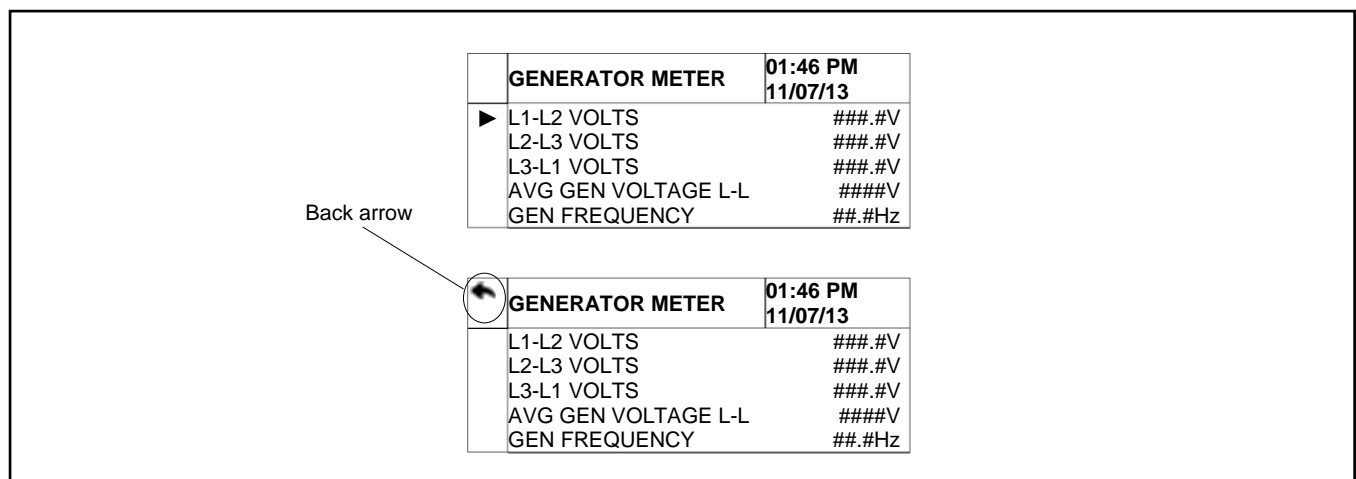 GENERATOR METER 01:46 PM
11/07/13
► L1-L2 VOLTS ###.#V
L2-L3 VOLTS ###.#V
L3-L1 VOLTS ###.#V
AVG GEN VOLTAGE L-L ####V
GEN FREQUENCY ##.#Hz
Back arrow
GENERATOR METER 01:46 PM
11/07/13
L1-L2 VOLTS ###.#V
L2-L3 VOLTS ###.#V
L3-L1 VOLTS ###.#V
AVG GEN VOLTAGE L-L ####V
GEN FREQUENCY ##.#Hz